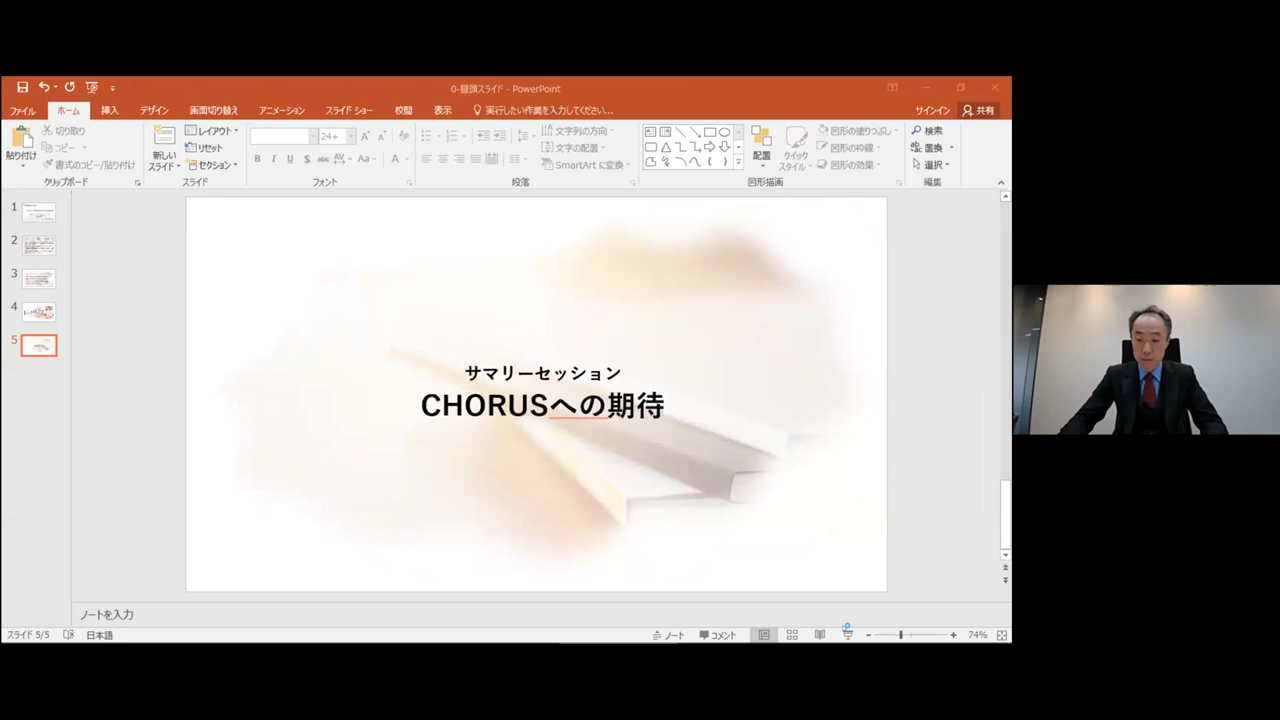 0-冒頭スライド - PowerPoint
ファイル ホーム 挿入 デザイン 画面切り替え アニメーション スライド ショー 校閲 表示 実行したい作業を入力してください... サインイン 共有
貼り付け 切り取り コピー 書式のコピー/貼り付け
クリップボード
新しいスライド レイアウト リセット セクション
スライド
24+
B I U S abc AV Aa A
フォント
文字列の方向 文字の配置 SmartArt に変換
段落
配置 クイックスタイル 図形の塗りつぶし 図形の枠線 図形の効果
図形描画
検索 置換 選択
編集
1
2
3
4
5
サマリーセッション
CHORUSへの期待
ノートを入力
スライド 5/5 日本語 ノート コメント 74%